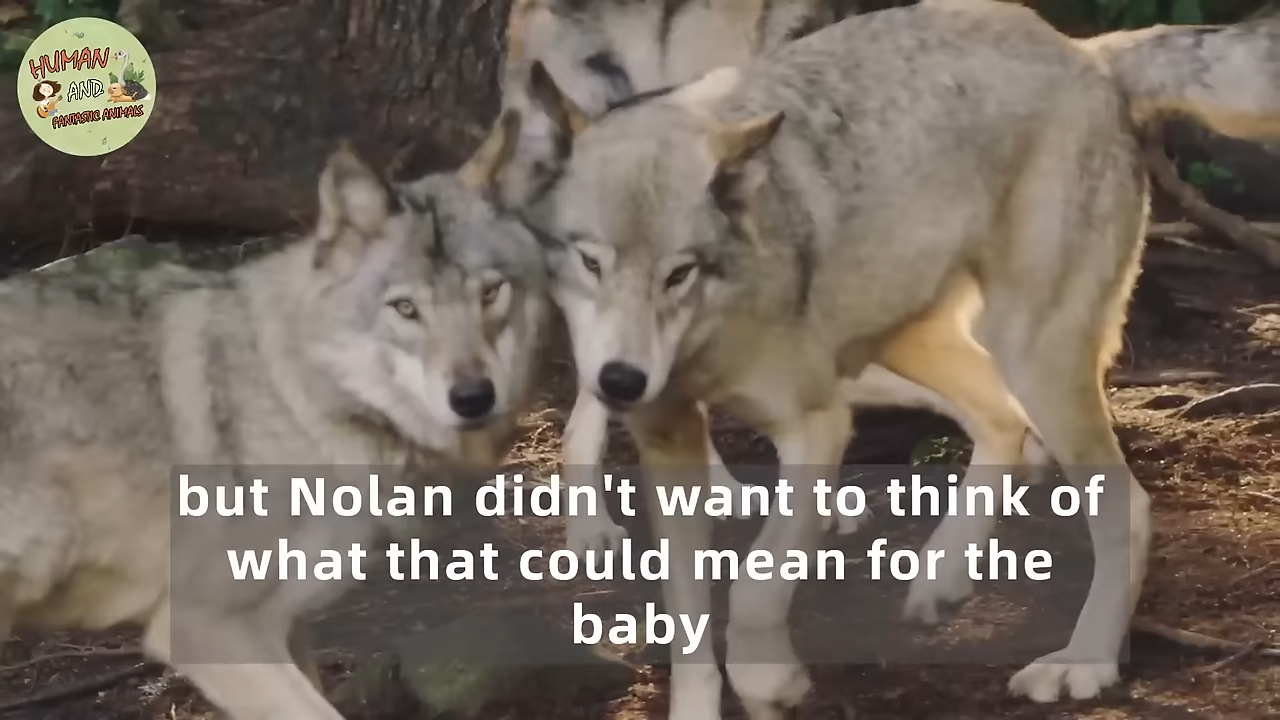 HUMAN
AND
FANTASTIC ANIMALS
but Nolan didn't want to think of
what that could mean for the
baby